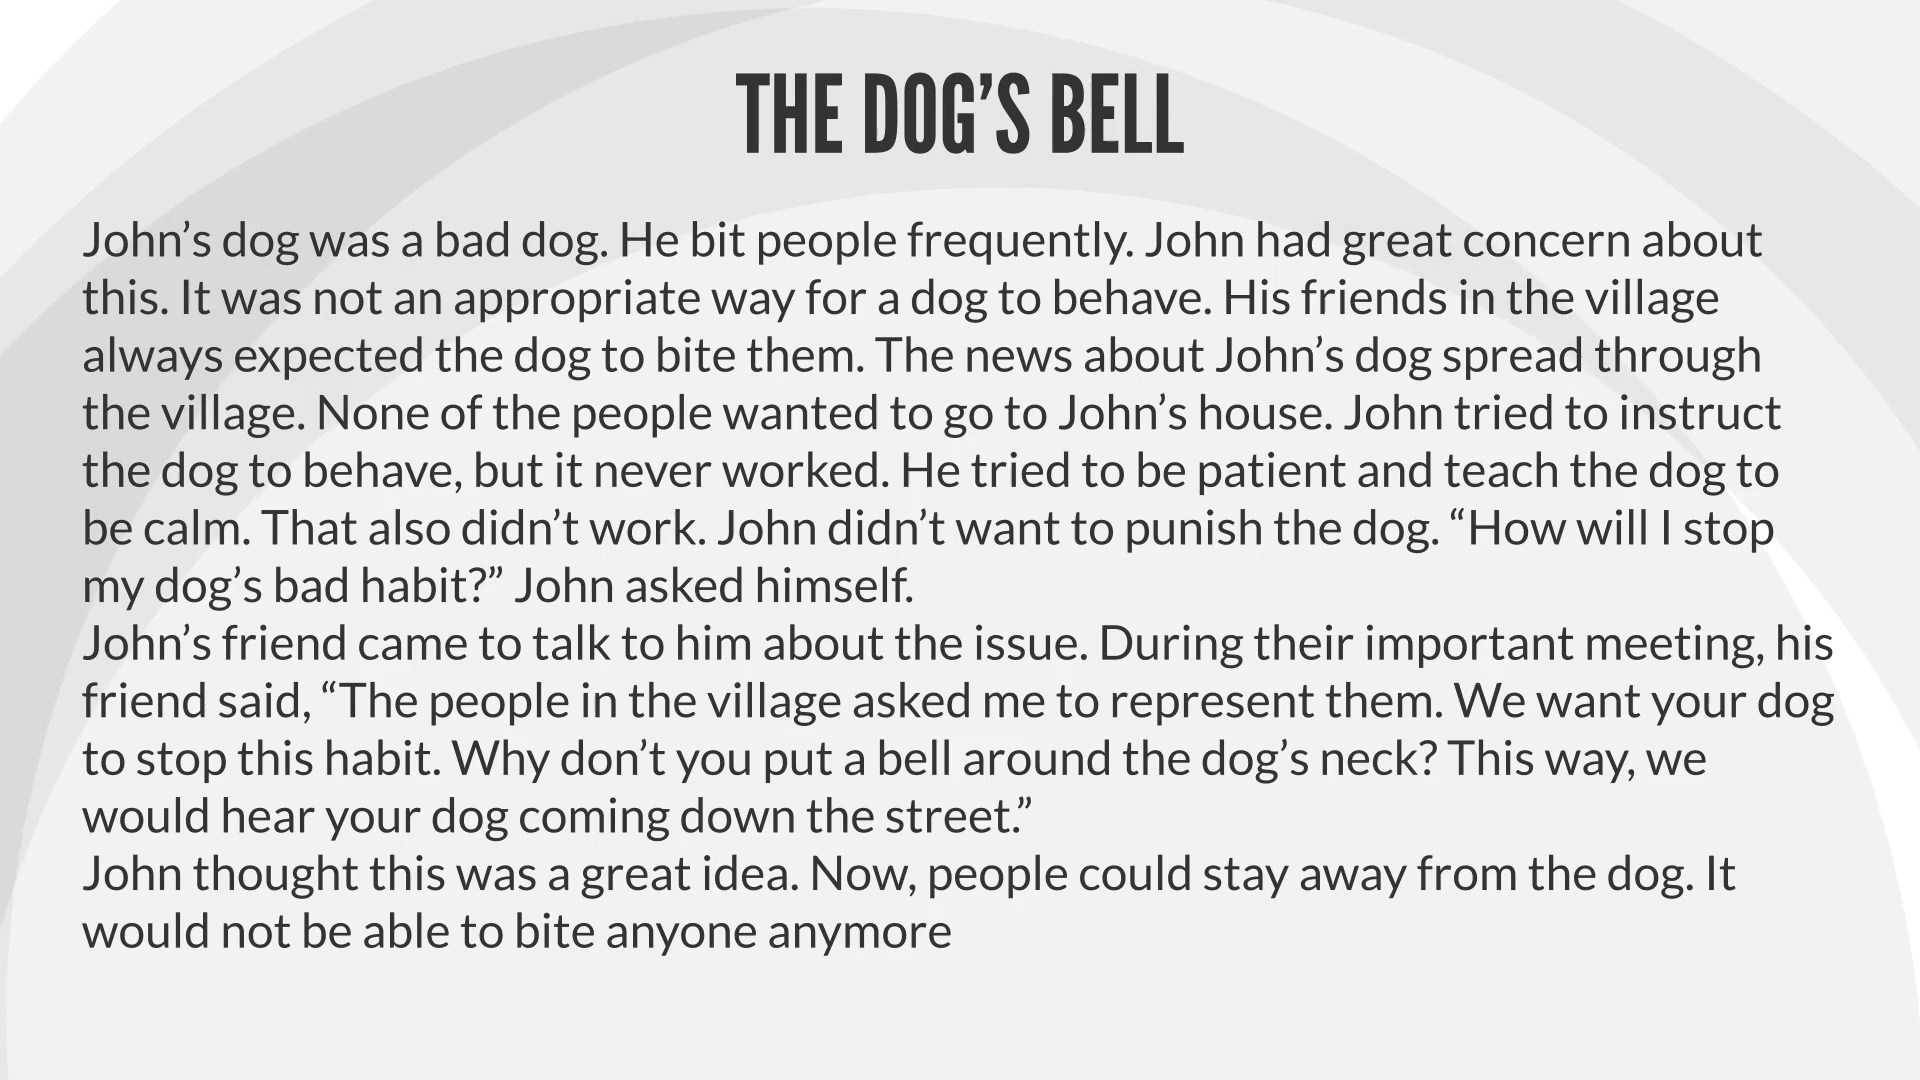 THE DOG’S BELL
John’s dog was a bad dog. He bit people frequently. John had great concern about
this. It was not an appropriate way for a dog to behave. His friends in the village
always expected the dog to bite them. The news about John’s dog spread through
the village. None of the people wanted to go to John’s house. John tried to instruct
the dog to behave, but it never worked. He tried to be patient and teach the dog to
be calm. That also didn’t work. John didn’t want to punish the dog. “How will I stop
my dog’s bad habit?” John asked himself.
John’s friend came to talk to him about the issue. During their important meeting, his
friend said, “The people in the village asked me to represent them. We want your dog
to stop this habit. Why don’t you put a bell around the dog’s neck? This way, we
would hear your dog coming down the street.”
John thought this was a great idea. Now, people could stay away from the dog. It
would not be able to bite anyone anymore